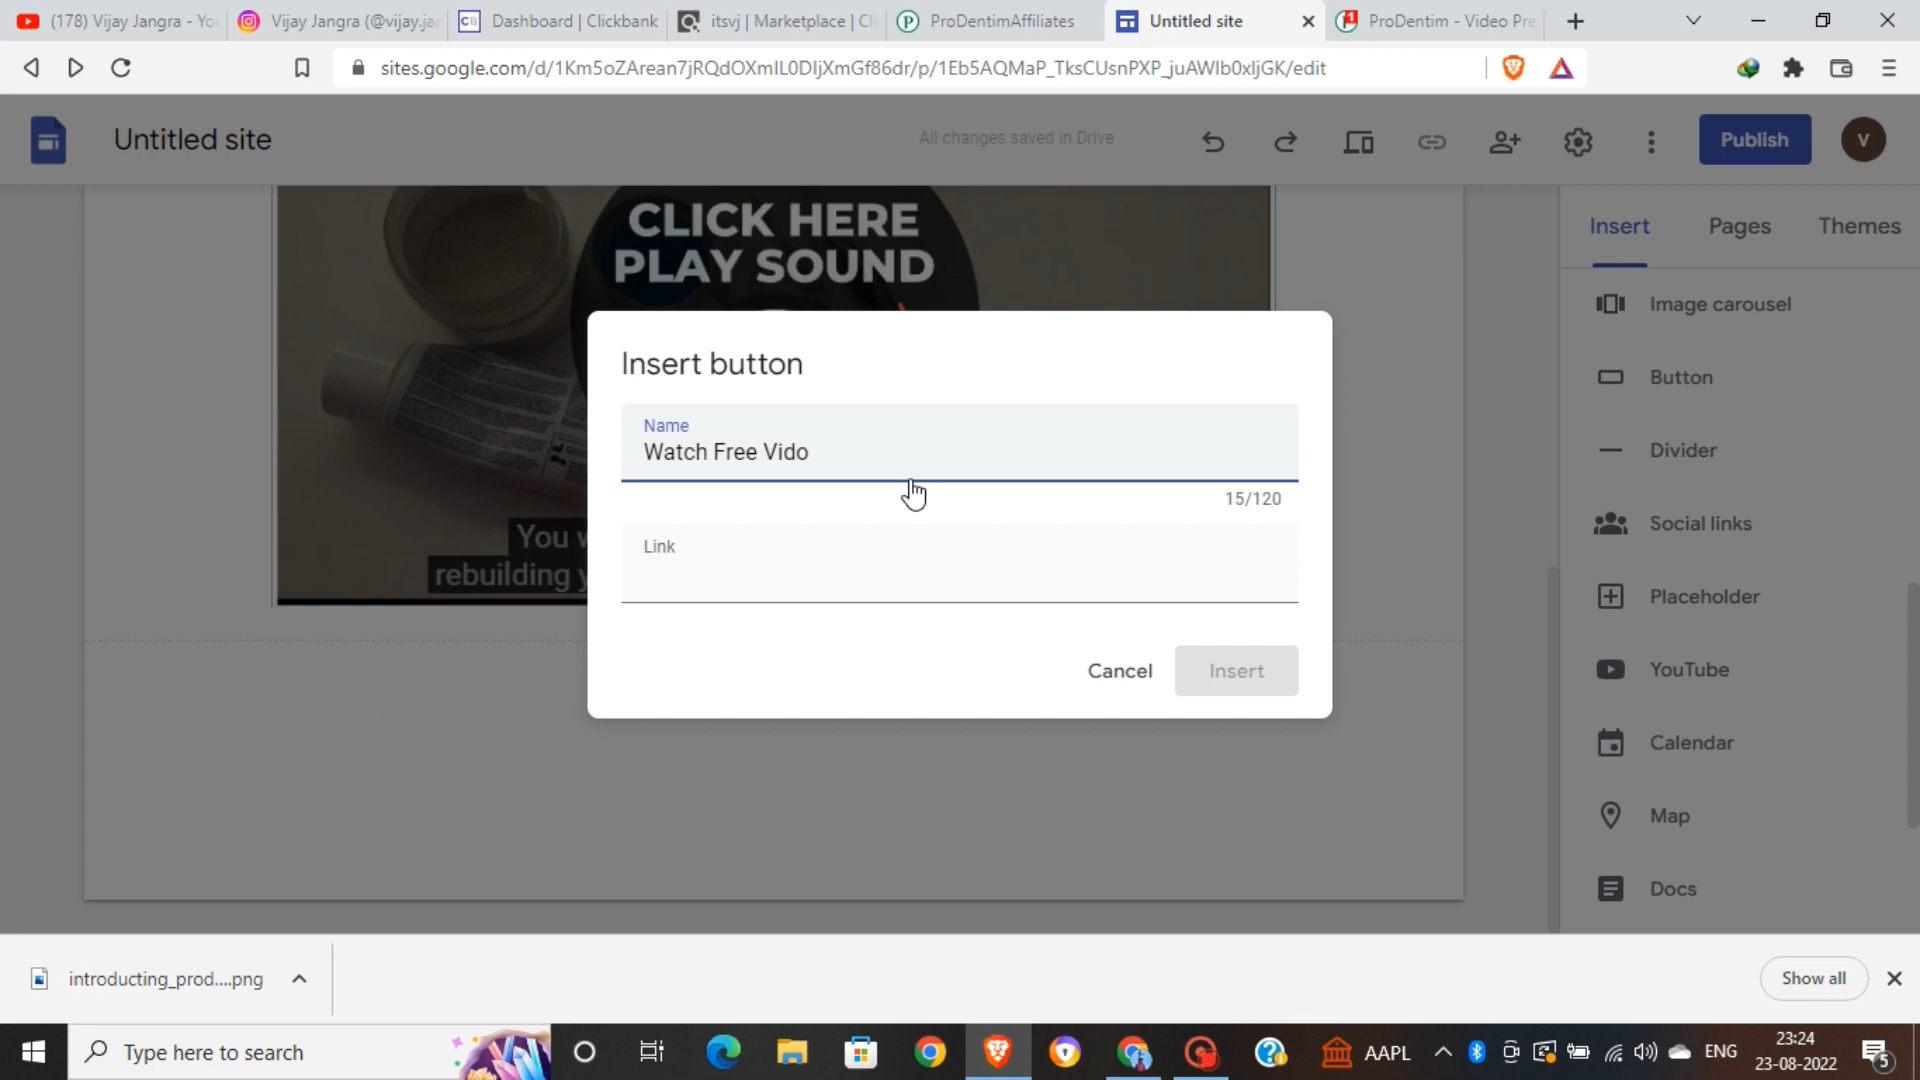 (178) Vijay Jangra - You
Vijay Jangra (@vijay.jar
Dashboard | Clickbank
itsvj | Marketplace | Cli
ProDentimAffiliates
Untitled site
ProDentim - Video Pre
sites.google.com/d/1Km5oZArean7jRQdOXmIL0DIjXmGf86dr/p/1Eb5AQMaP_TksCUsnPXP_juAWIb0xljGK/edit
Untitled site
All changes saved in Drive
Publish
V
CLICK HERE
PLAY SOUND
You w
rebuilding y
Insert button
Name
Watch Free Vido
15/120
Link
Cancel
Insert
Insert
Pages
Themes
Image carousel
Button
Divider
Social links
Placeholder
YouTube
Calendar
Map
Docs
introducting_prod....png
Show all
Type here to search
AAPL
ENG
23:24
23-08-2022
5